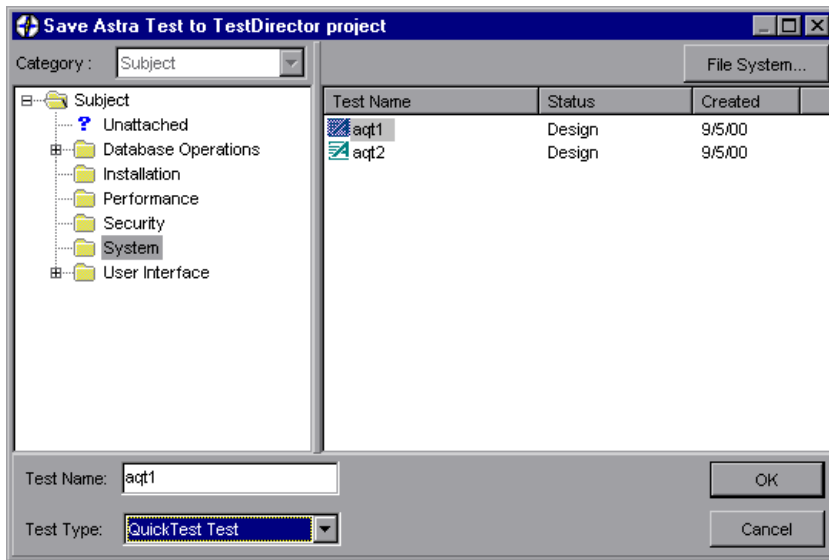 Save Astra Test to TestDirector project
Category : Subject
File System...
Subject
Unattached
Database Operations
Installation
Performance
Security
System
User Interface
Test Name Status Created
aqt1 Design 9/5/00
aqt2 Design 9/5/00
Test Name: aqt1
OK
Test Type: QuickTest Test
Cancel